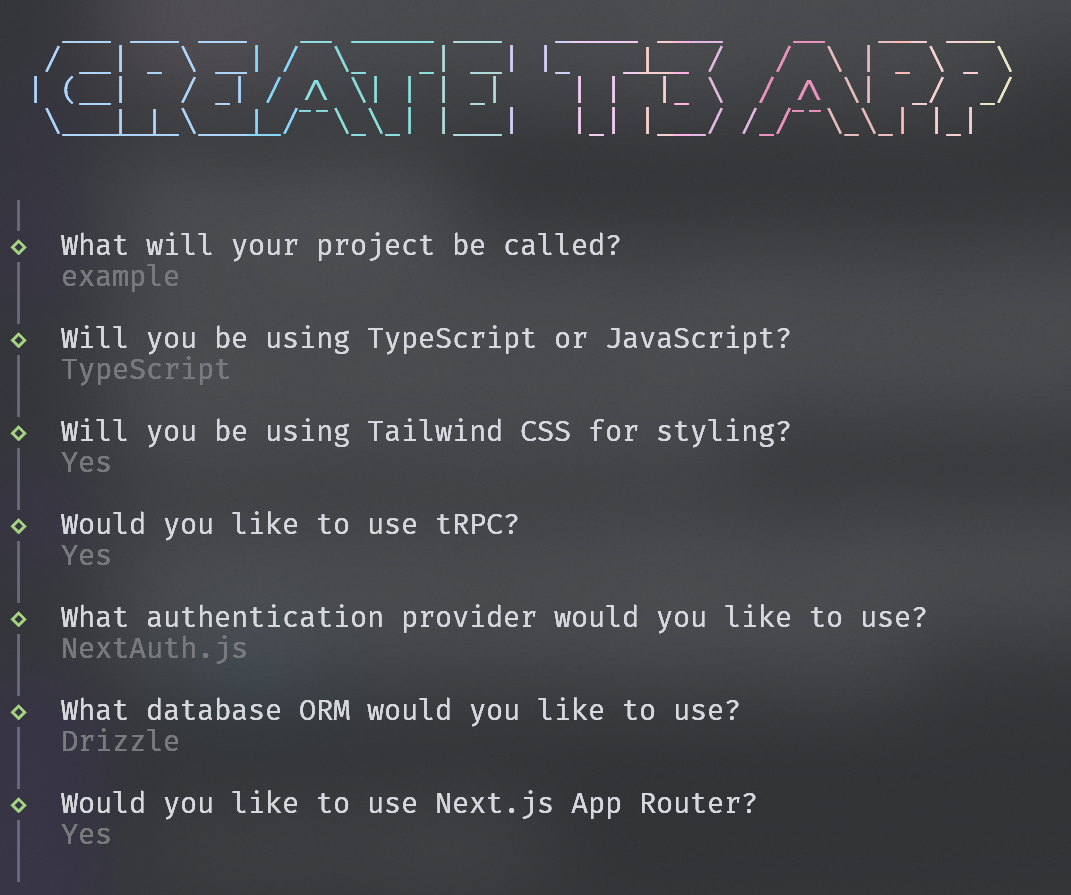 CREATE T3 APP
What will your project be called?
example
Will you be using TypeScript or JavaScript?
TypeScript
Will you be using Tailwind CSS for styling?
Yes
Would you like to use tRPC?
Yes
What authentication provider would you like to use?
NextAuth.js
What database ORM would you like to use?
Drizzle
Would you like to use Next.js App Router?
Yes